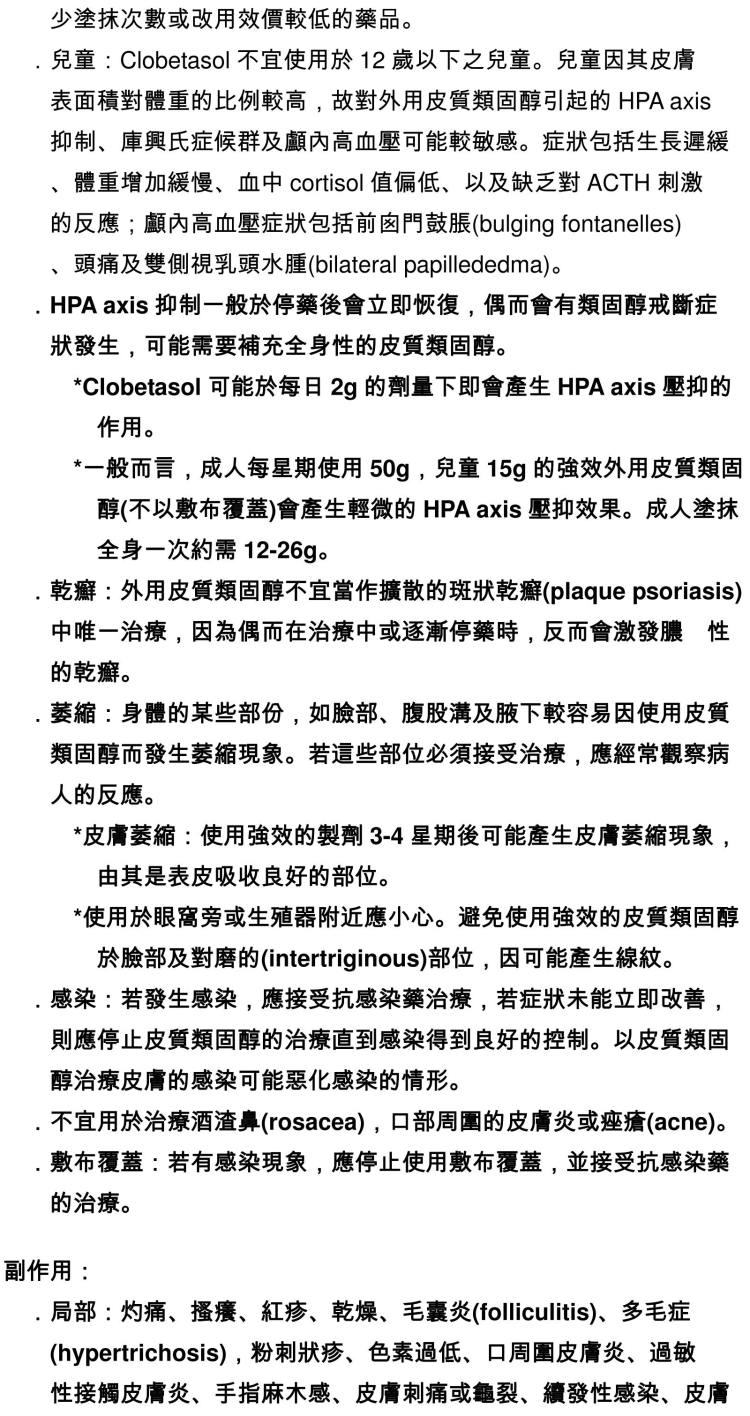 少塗抹次數或改用效價較低的藥品。
．兒童：Clobetasol 不宜使用於 12 歲以下之兒童。兒童因其皮膚
表面積對體重的比例較高，故對外用皮質類固醇引起的 HPA axis
抑制、庫興氏症候群及顱內高血壓可能較敏感。症狀包括生長遲緩
、體重增加緩慢、血中 cortisol 值偏低、以及缺乏對 ACTH 刺激
的反應；顱內高血壓症狀包括前囟門鼓脹(bulging fontanelles)
、頭痛及雙側視乳頭水腫(bilateral papillededma)。
．HPA axis 抑制一般於停藥後會立即恢復，偶而會有類固醇戒斷症
狀發生，可能需要補充全身性的皮質類固醇。
*Clobetasol 可能於每日 2g 的劑量下即會產生 HPA axis 壓抑的
作用。
*一般而言，成人每星期使用 50g，兒童 15g 的強效外用皮質類固
醇(不以敷布覆蓋)會產生輕微的 HPA axis 壓抑效果。成人塗抹
全身一次約需 12-26g。
．乾癬：外用皮質類固醇不宜當作擴散的斑狀乾癬(plaque psoriasis)
中唯一治療，因為偶而在治療中或逐漸停藥時，反而會激發膿　性
的乾癬。
．萎縮：身體的某些部份，如臉部、腹股溝及腋下較容易因使用皮質
類固醇而發生萎縮現象。若這些部位必須接受治療，應經常觀察病
人的反應。
*皮膚萎縮：使用強效的製劑 3-4 星期後可能產生皮膚萎縮現象，
由其是表皮吸收良好的部位。
*使用於眼窩旁或生殖器附近應小心。避免使用強效的皮質類固醇
於臉部及對磨的(intertriginous)部位，因可能產生線紋。
．感染：若發生感染，應接受抗感染藥治療，若症狀未能立即改善，
則應停止皮質類固醇的治療直到感染得到良好的控制。以皮質類固
醇治療皮膚的感染可能惡化感染的情形。
．不宜用於治療酒渣鼻(rosacea)，口部周圍的皮膚炎或痤瘡(acne)。
．敷布覆蓋：若有感染現象，應停止使用敷布覆蓋，並接受抗感染藥
的治療。
副作用：
．局部：灼痛、搔癢、紅疹、乾燥、毛囊炎(folliculitis)、多毛症
(hypertrichosis)，粉刺狀疹、色素過低、口周圍皮膚炎、過敏
性接觸皮膚炎、手指麻木感、皮膚刺痛或龜裂、續發性感染、皮膚